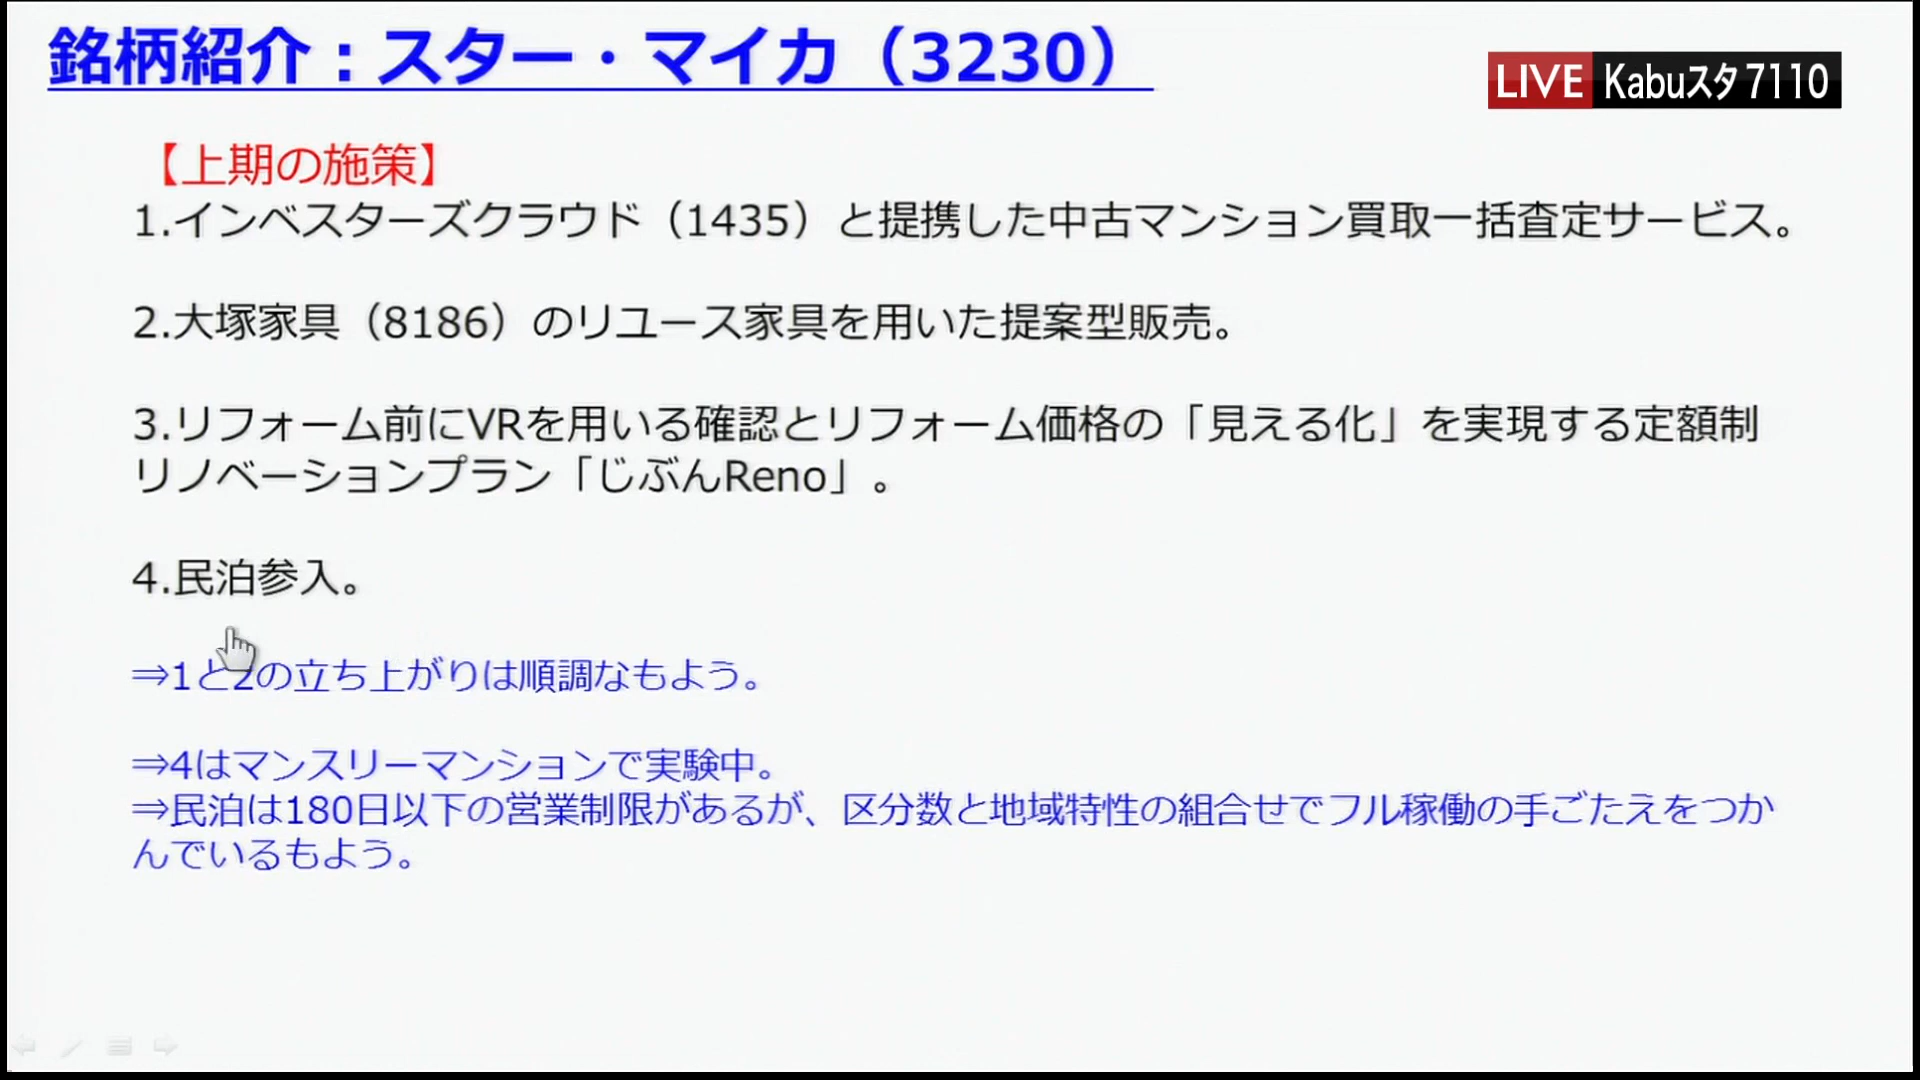 銘柄紹介：スター・マイカ（3230）
LIVE Kabuスタ 7110
【上期の施策】
1.インベスターズクラウド（1435）と提携した中古マンション買取一括査定サービス。
2.大塚家具（8186）のリユース家具を用いた提案型販売。
3.リフォーム前にVRを用いる確認とリフォーム価格の「見える化」を実現する定額制
リノベーションプラン「じぶんReno」。
4.民泊参入。
⇒1と2の立ち上がりは順調なもよう。
⇒4はマンスリーマンションで実験中。
⇒民泊は180日以下の営業制限があるが、区分数と地域特性の組合せでフル稼働の手ごたえをつか
んでいるもよう。